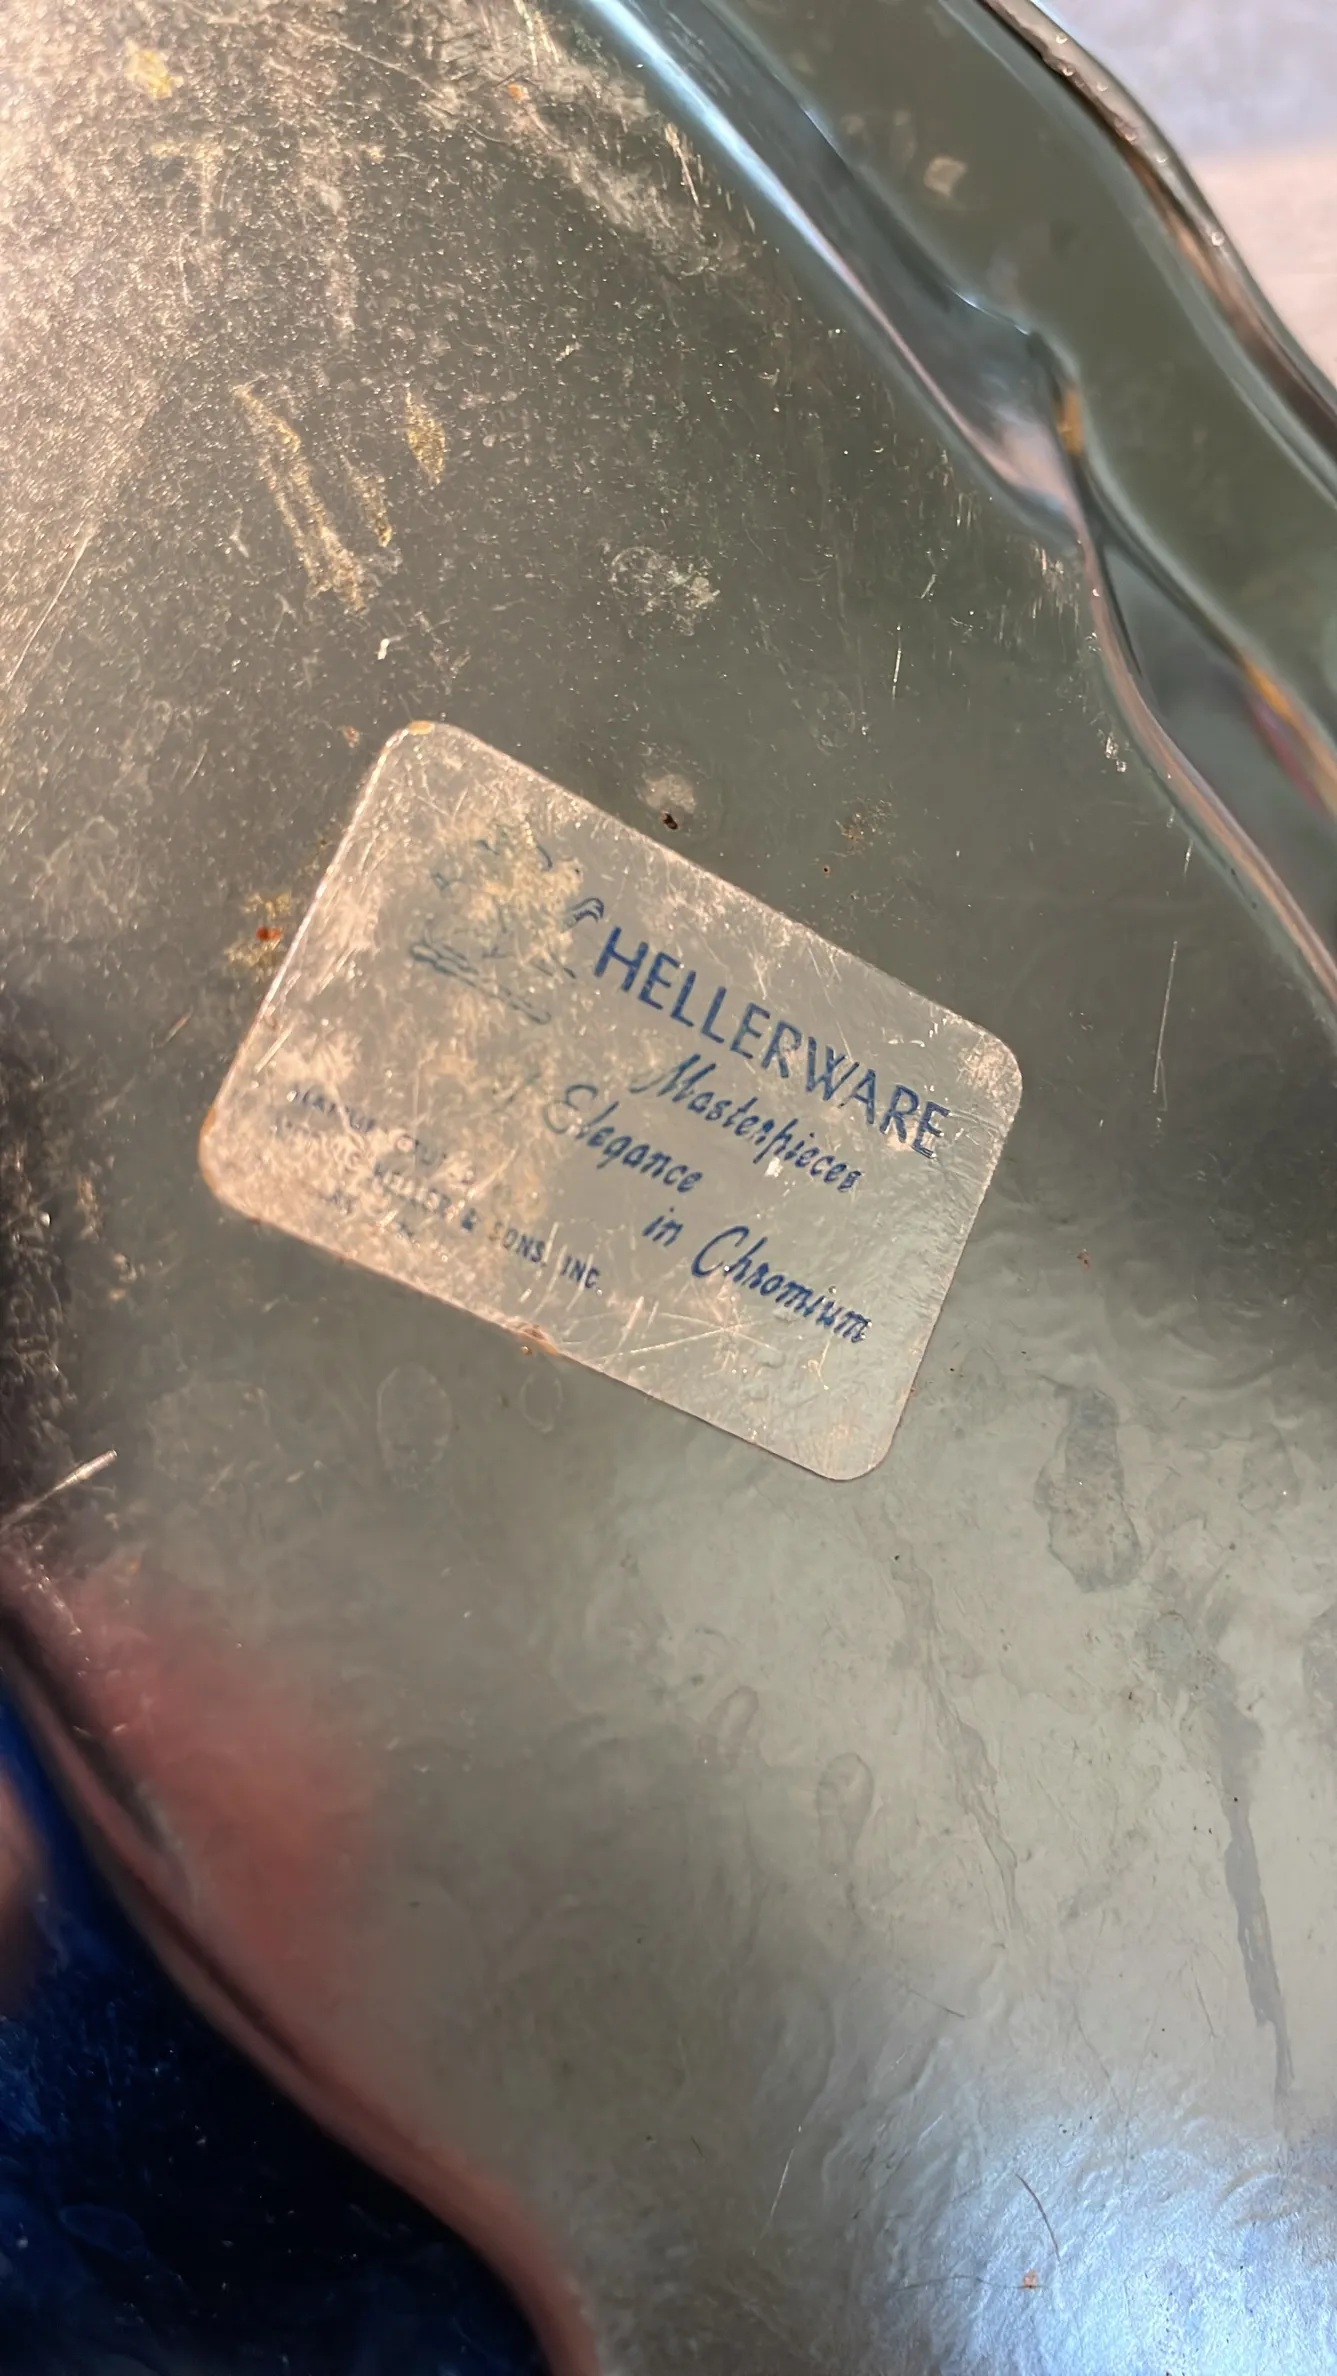 HELLERWARE
Masterpieces
Elegance
in Chromium
HELLER & SONS, INC.